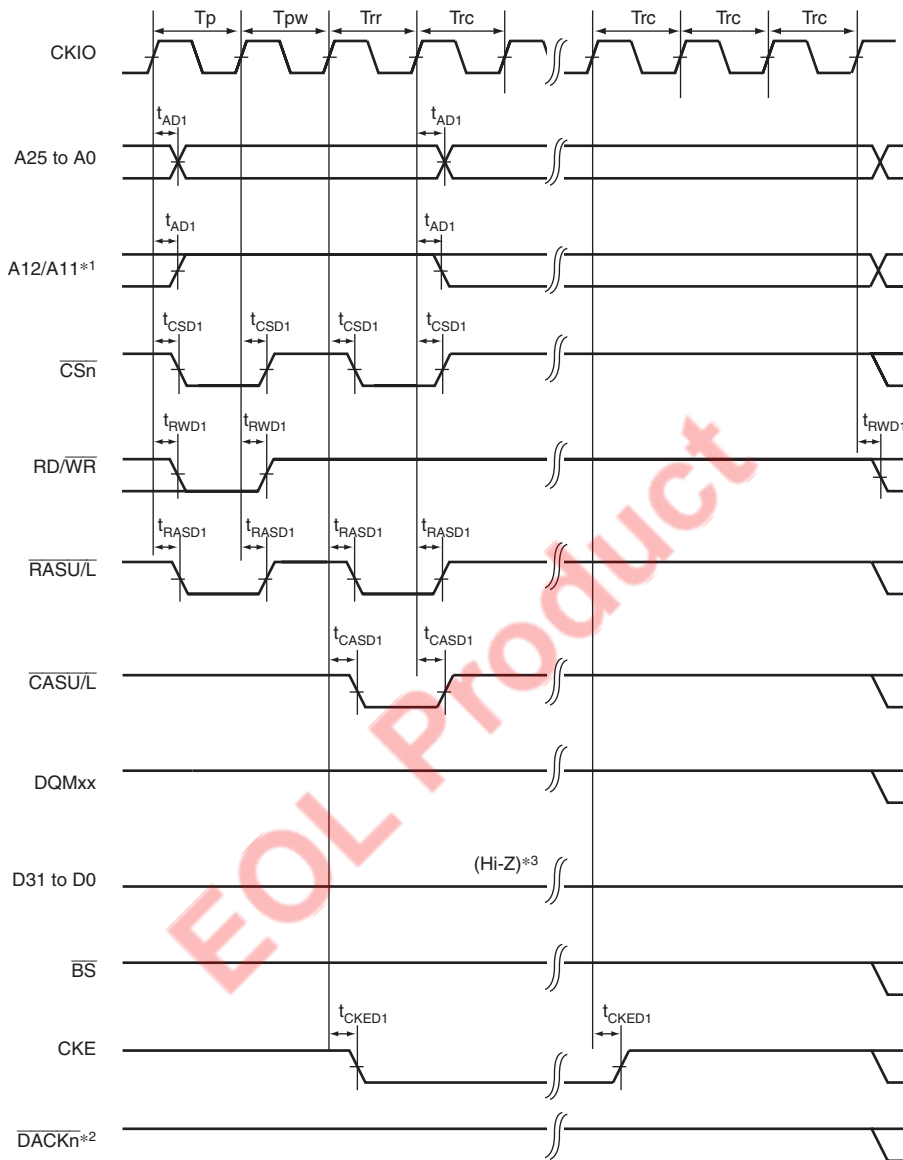 Tp Tpw Trr Trc Trc Trc Trc
CKIO
tAD1 tAD1
A25 to A0
tAD1 tAD1
A12/A11*1
tCSD1 tCSD1 tCSD1 tCSD1
CSn
tRWD1 tRWD1 tRWD1
RD/WR
tRASD1 tRASD1 tRASD1 tRASD1
RASU/L
tCASD1 tCASD1
CASU/L
DQMxx
(Hi-Z)*3
D31 to D0
BS
tCKED1 tCKED1
CKE
DACKn*2
EOL Product